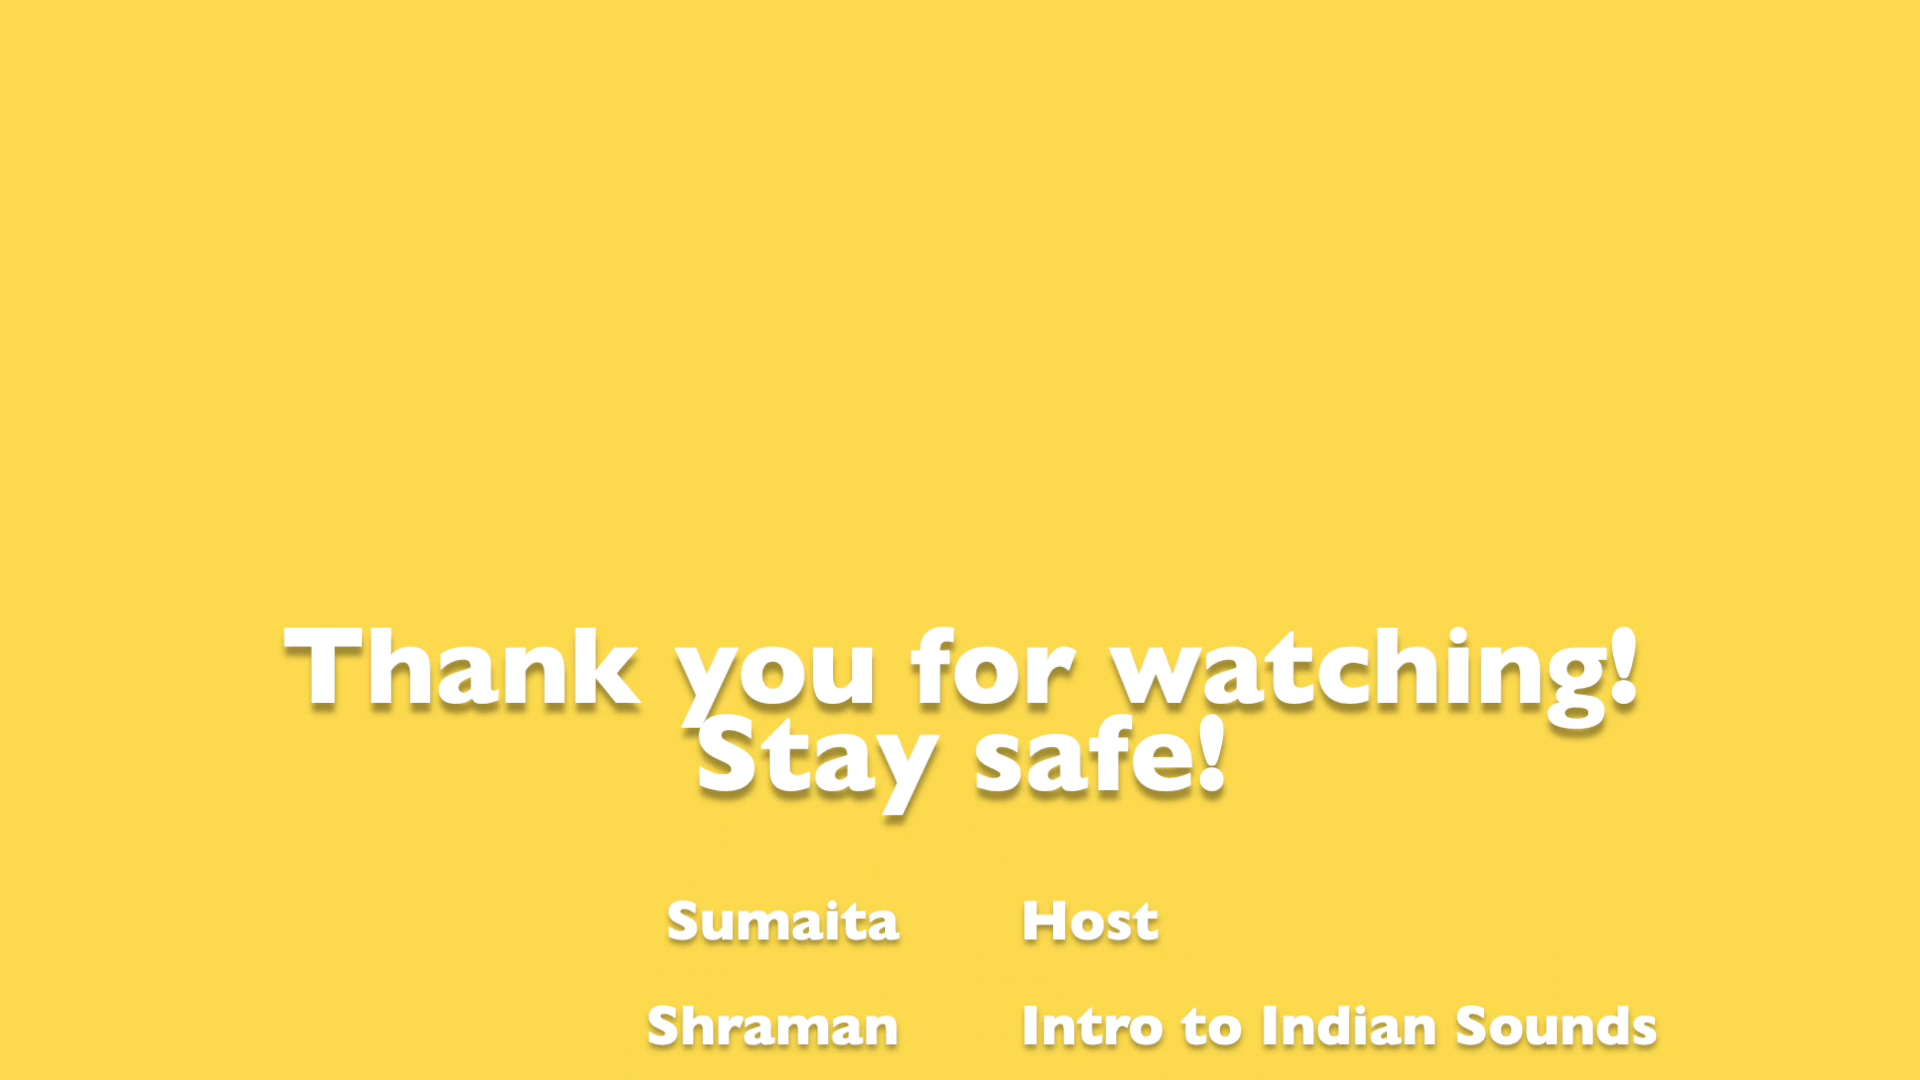 Thank you for watching!
Stay safe!
Sumaita Host
Shraman Intro to Indian Sounds